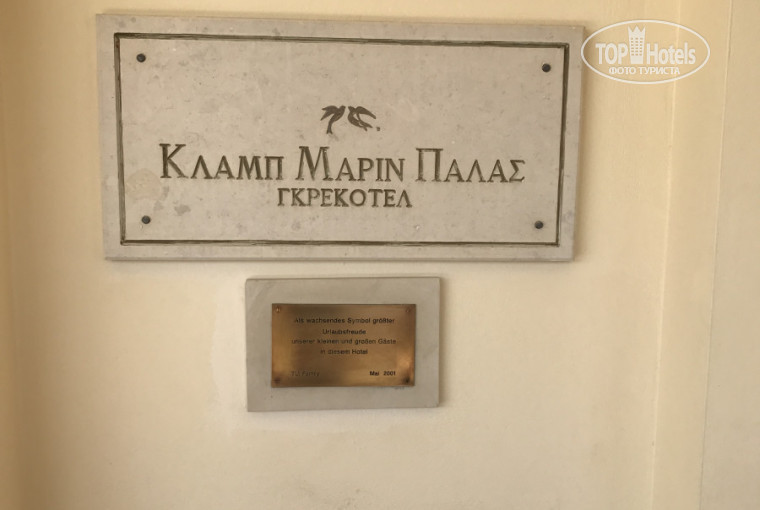 ΚΛΑΜΠ ΜΑΡΙΝ ΠΑΛΑΣ
ΓΚΡΕΚΟΤΕΛ
Als wachsendes Symbol größter
Urlaubsfreude
unserer kleinen und großen Gäste
in diesem Hotel
Mai 2001
TOP Hotels
ФОТО ТУРИСТА